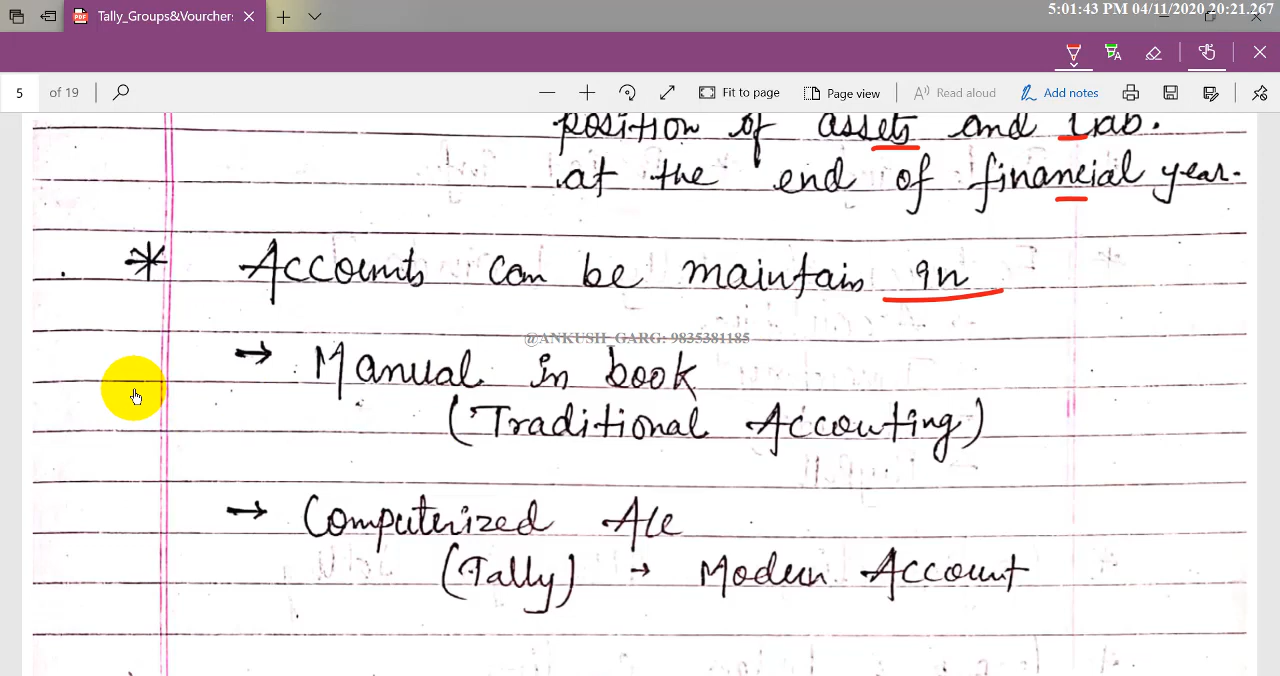 5:01:43 PM 04/11/2020 20:21.267
Tally_Groups&Vourcher:
5 of 19
Fit to page
Page view
Read aloud
Add notes
position of assets and Liab.
at the end of financial year.
* Accounts can be maintain in
@ANKUSH_GARG: 9835381185
→ Manual in book
(Traditional Accouting)
→ Computerized A/c
(Tally) → Modern Account